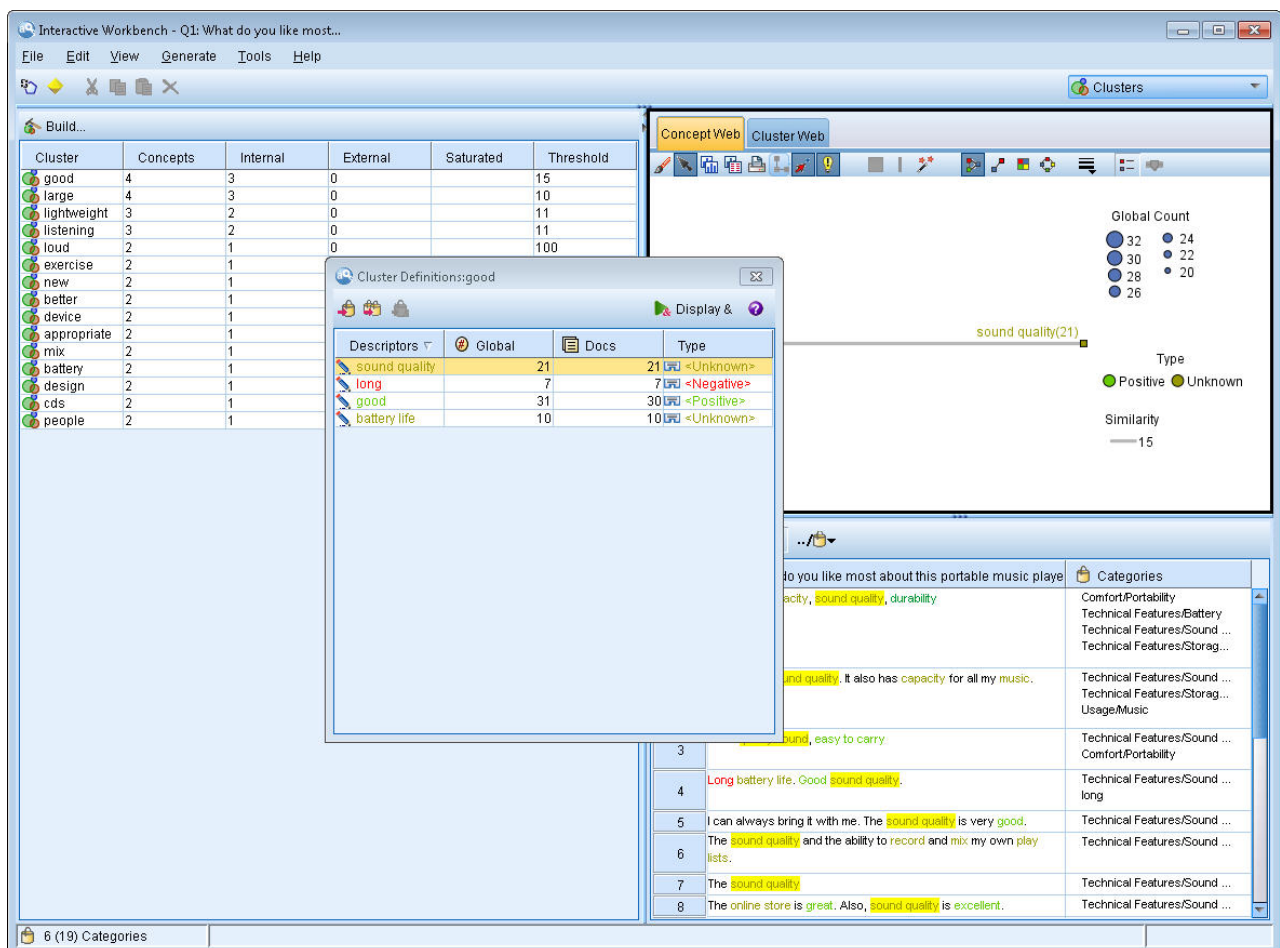 Interactive Workbench - Q1: What do you like most...
File Edit View Generate Tools Help
Clusters
Build...
Cluster Concepts Internal External Saturated Threshold
good 4 3 0 15
large 4 3 0 10
lightweight 3 2 0 11
listening 3 2 0 11
loud 2 1 0 100
exercise 2 1
new 2 1
better 2 1
device 2 1
appropriate 2 1
mix 2 1
battery 2 1
design 2 1
cds 2 1
people 2 1
Cluster Definitions:good
Display &
Descriptors Global Docs Type
sound quality 21 21 <Unknown>
long 7 7 <Negative>
good 31 30 <Positive>
battery life 10 10 <Unknown>
Concept Web Cluster Web
Global Count
32 24
30 22
28 20
26
sound quality(21)
Type
Positive Unknown
Similarity
15
../
do you like most about this portable music playe Categories
acity, sound quality, durability
Comfort/Portability
Technical Features/Battery
Technical Features/Sound ...
Technical Features/Storag...
und quality. It also has capacity for all my music.
Technical Features/Sound ...
Technical Features/Storag...
Usage/Music
3 ound, easy to carry
Technical Features/Sound ...
Comfort/Portability
4 Long battery life. Good sound quality.
Technical Features/Sound ...
long
5 I can always bring it with me. The sound quality is very good. Technical Features/Sound ...
6 The sound quality and the ability to record and mix my own play
lists.
Technical Features/Sound ...
7 The sound quality Technical Features/Sound ...
8 The online store is great. Also, sound quality is excellent. Technical Features/Sound ...
6 (19) Categories